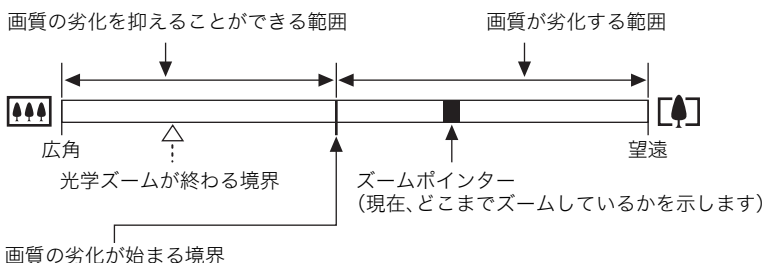 画質の劣化を抑えることができる範囲
画質が劣化する範囲
広角
望遠
光学ズームが終わる境界
ズームポインター
（現在、どこまでズームしているかを示します）
画質の劣化が始まる境界